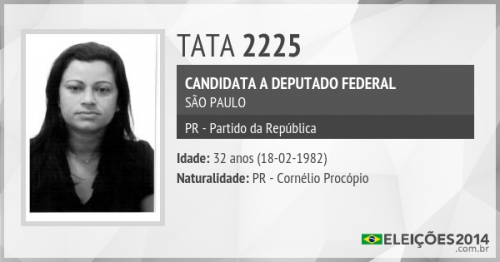 TATA 2225
CANDIDATA A DEPUTADO FEDERAL
SÃO PAULO
PR - Partido da República
Idade: 32 anos (18-02-1982)
Naturalidade: PR - Cornélio Procópio
ELEIÇÕES2014
.com.br